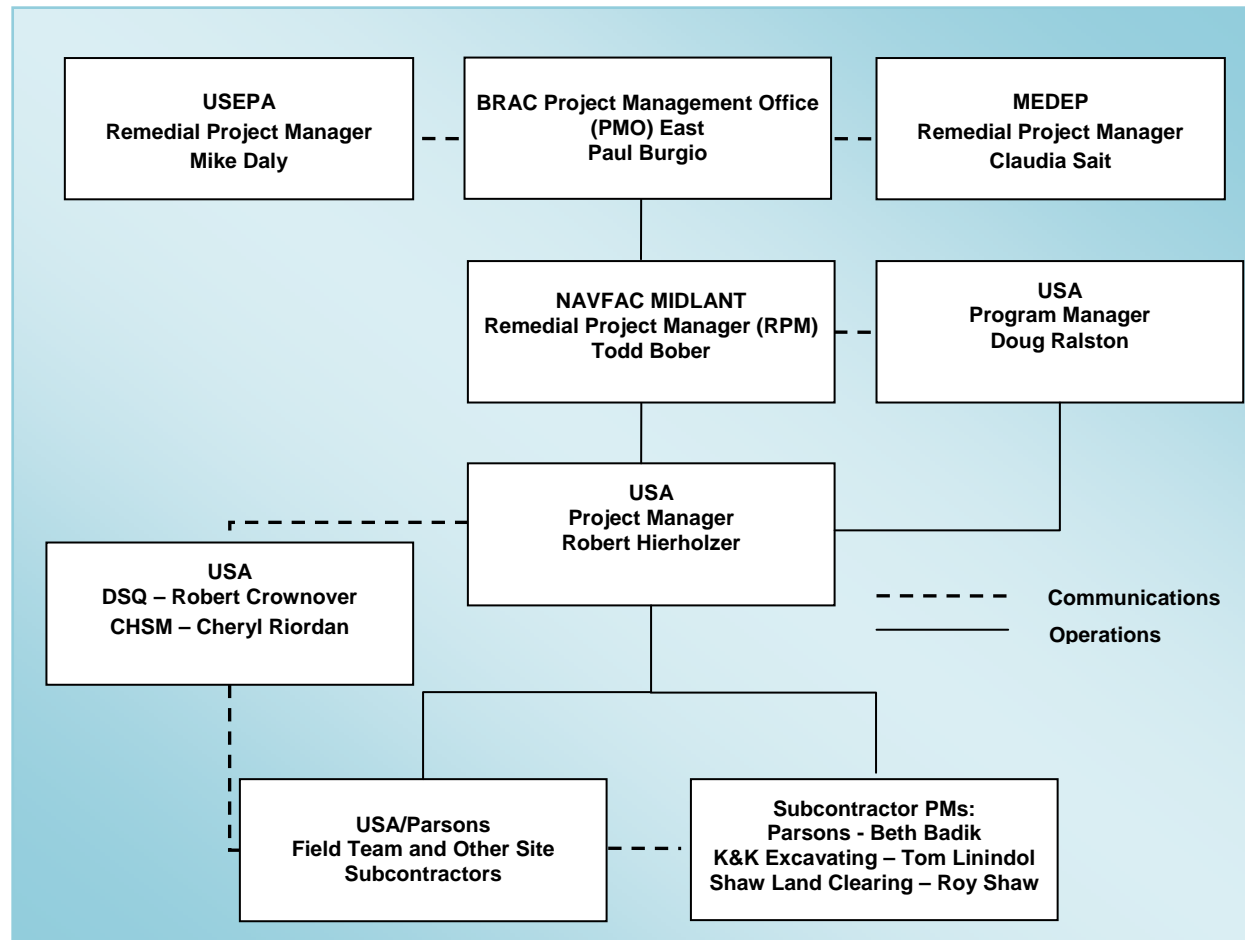 USEPA
Remedial Project Manager
Mike Daly
BRAC Project Management Office
(PMO) East
Paul Burgio
MEDEP
Remedial Project Manager
Claudia Sait
NAVFAC MIDLANT
Remedial Project Manager (RPM)
Todd Bober
USA
Program Manager
Doug Ralston
USA
Project Manager
Robert Hierholzer
USA
DSQ – Robert Crownover
CHSM – Cheryl Riordan
Communications
Operations
USA/Parsons
Field Team and Other Site
Subcontractors
Subcontractor PMs:
Parsons - Beth Badik
K&K Excavating – Tom Linindol
Shaw Land Clearing – Roy Shaw